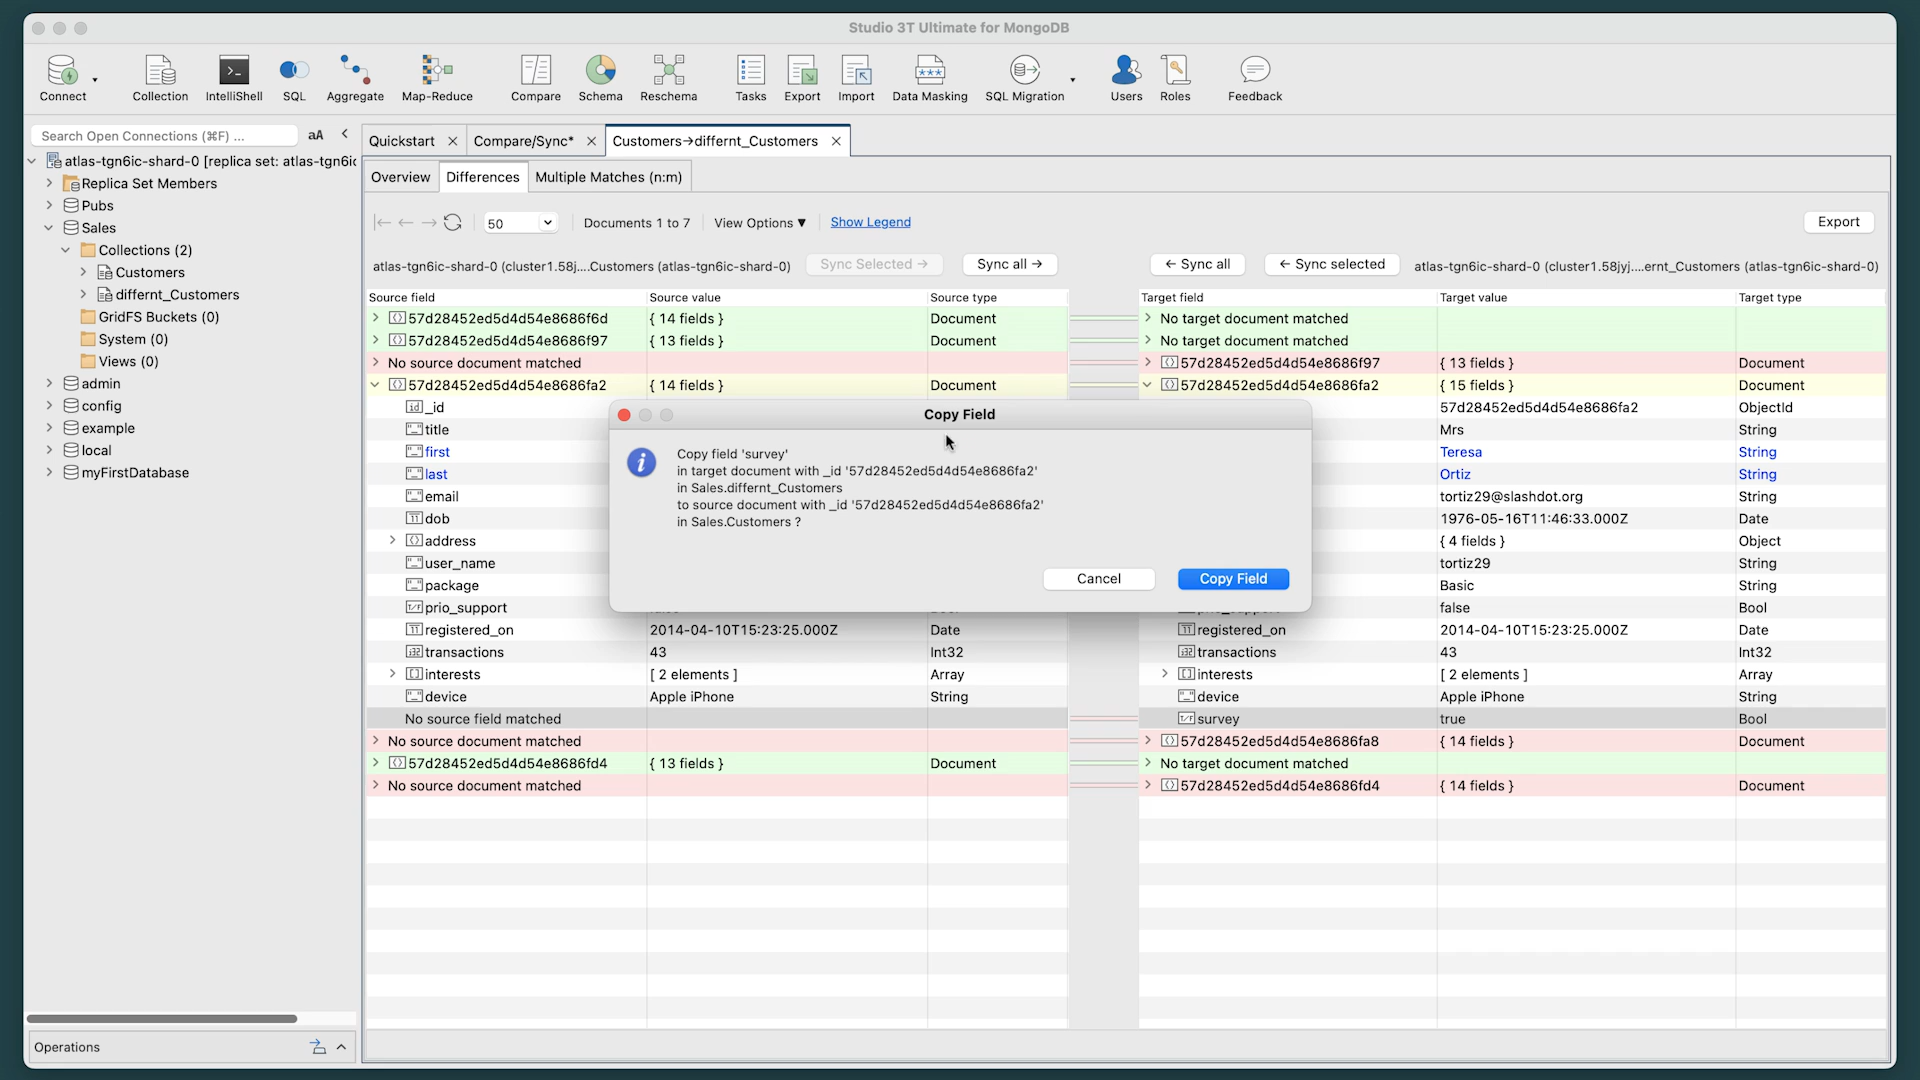 Studio 3T Ultimate for MongoDB
Connect
Collection
IntelliShell
SQL
Aggregate
Map-Reduce
Compare
Schema
Reschema
Tasks
Export
Import
Data Masking
SQL Migration
Users
Roles
Feedback
Search Open Connections (⌘F) ...
aA
Quickstart
Compare/Sync*
Customers→differnt_Customers
atlas-tgn6ic-shard-0 [replica set: atlas-tgn6ic
Replica Set Members
Pubs
Sales
Collections (2)
Customers
differnt_Customers
GridFS Buckets (0)
System (0)
Views (0)
admin
config
example
local
myFirstDatabase
Operations
Overview
Differences
Multiple Matches (n:m)
50
Documents 1 to 7
View Options ▼
Show Legend
Export
atlas-tgn6ic-shard-0 (cluster1.58j....Customers (atlas-tgn6ic-shard-0)
Sync Selected →
Sync all →
← Sync all
← Sync selected
atlas-tgn6ic-shard-0 (cluster1.58jyj....ernt_Customers (atlas-tgn6ic-shard-0)
Source field Source value Source type Target field Target value Target type
57d28452ed5d4d54e8686f6d { 14 fields } Document No target document matched
57d28452ed5d4d54e8686f97 { 13 fields } Document No target document matched
No source document matched 57d28452ed5d4d54e8686f97 { 13 fields } Document
57d28452ed5d4d54e8686fa2 { 14 fields } Document 57d28452ed5d4d54e8686fa2 { 15 fields } Document
_id 57d28452ed5d4d54e8686fa2 ObjectId
title Mrs String
first Teresa String
last Ortiz String
email tortiz29@slashdot.org String
dob 1976-05-16T11:46:33.000Z Date
address { 4 fields } Object
user_name tortiz29 String
package Basic String
prio_support false Bool
registered_on 2014-04-10T15:23:25.000Z Date registered_on 2014-04-10T15:23:25.000Z Date
transactions 43 Int32 transactions 43 Int32
interests [ 2 elements ] Array interests [ 2 elements ] Array
device Apple iPhone String device Apple iPhone String
No source field matched survey true Bool
No source document matched 57d28452ed5d4d54e8686fa8 { 14 fields } Document
57d28452ed5d4d54e8686fd4 { 13 fields } Document No target document matched
No source document matched 57d28452ed5d4d54e8686fd4 { 14 fields } Document
Copy Field
Copy field 'survey'
in target document with _id '57d28452ed5d4d54e8686fa2'
in Sales.differnt_Customers
to source document with _id '57d28452ed5d4d54e8686fa2'
in Sales.Customers ?
Cancel
Copy Field